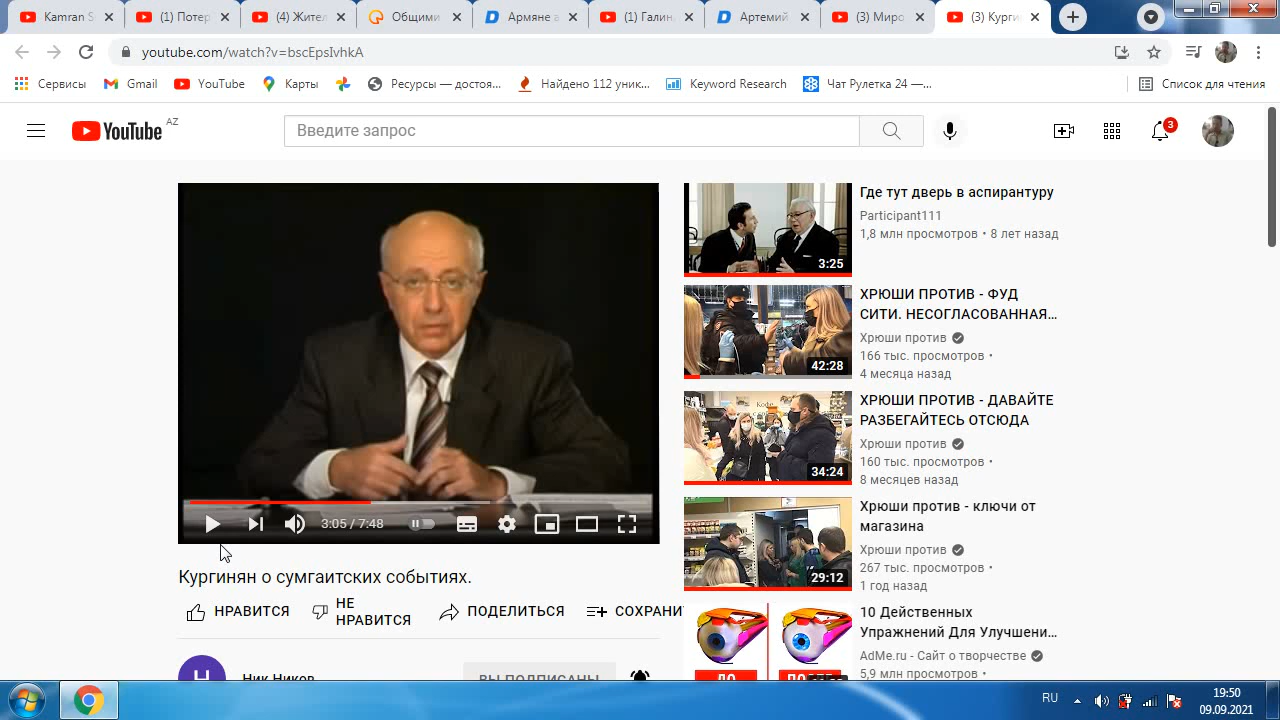 Kamran S
(1) Потер
(4) Жител
Общими
Армянe с
(1) Галин
Артемий
(3) Миро
(3) Курги
youtube.com/watch?v=bscEpsIvhkA
Сервисы
Gmail
YouTube
Карты
Ресурсы — достоя...
Найдено 112 уник...
Keyword Research
Чат Рулетка 24 —...
Список для чтения
YouTube AZ
Введите запрос
3
3:05 / 7:48
Кургинян о сумгаитских событиях.
НРАВИТСЯ
НЕ
НРАВИТСЯ
ПОДЕЛИТЬСЯ
СОХРАНИ
Ник Ников
ВЫ ПОДПИСАНЫ
3:25
Где тут дверь в аспирантуру
Participant111
1,8 млн просмотров • 8 лет назад
42:28
ХРЮШИ ПРОТИВ - ФУД
СИТИ. НЕСОГЛАСОВАННАЯ...
Хрюши против
166 тыс. просмотров •
4 месяца назад
34:24
ХРЮШИ ПРОТИВ - ДАВАЙТЕ
РАЗБЕГАЙТЕСЬ ОТСЮДА
Хрюши против
160 тыс. просмотров •
8 месяцев назад
29:12
Хрюши против - ключи от
магазина
Хрюши против
267 тыс. просмотров •
1 год назад
ДО
10 Действенных
Упражнений Для Улучшени...
AdMe.ru - Сайт о творчестве
5,9 млн просмотров •
RU
19:50
09.09.2021